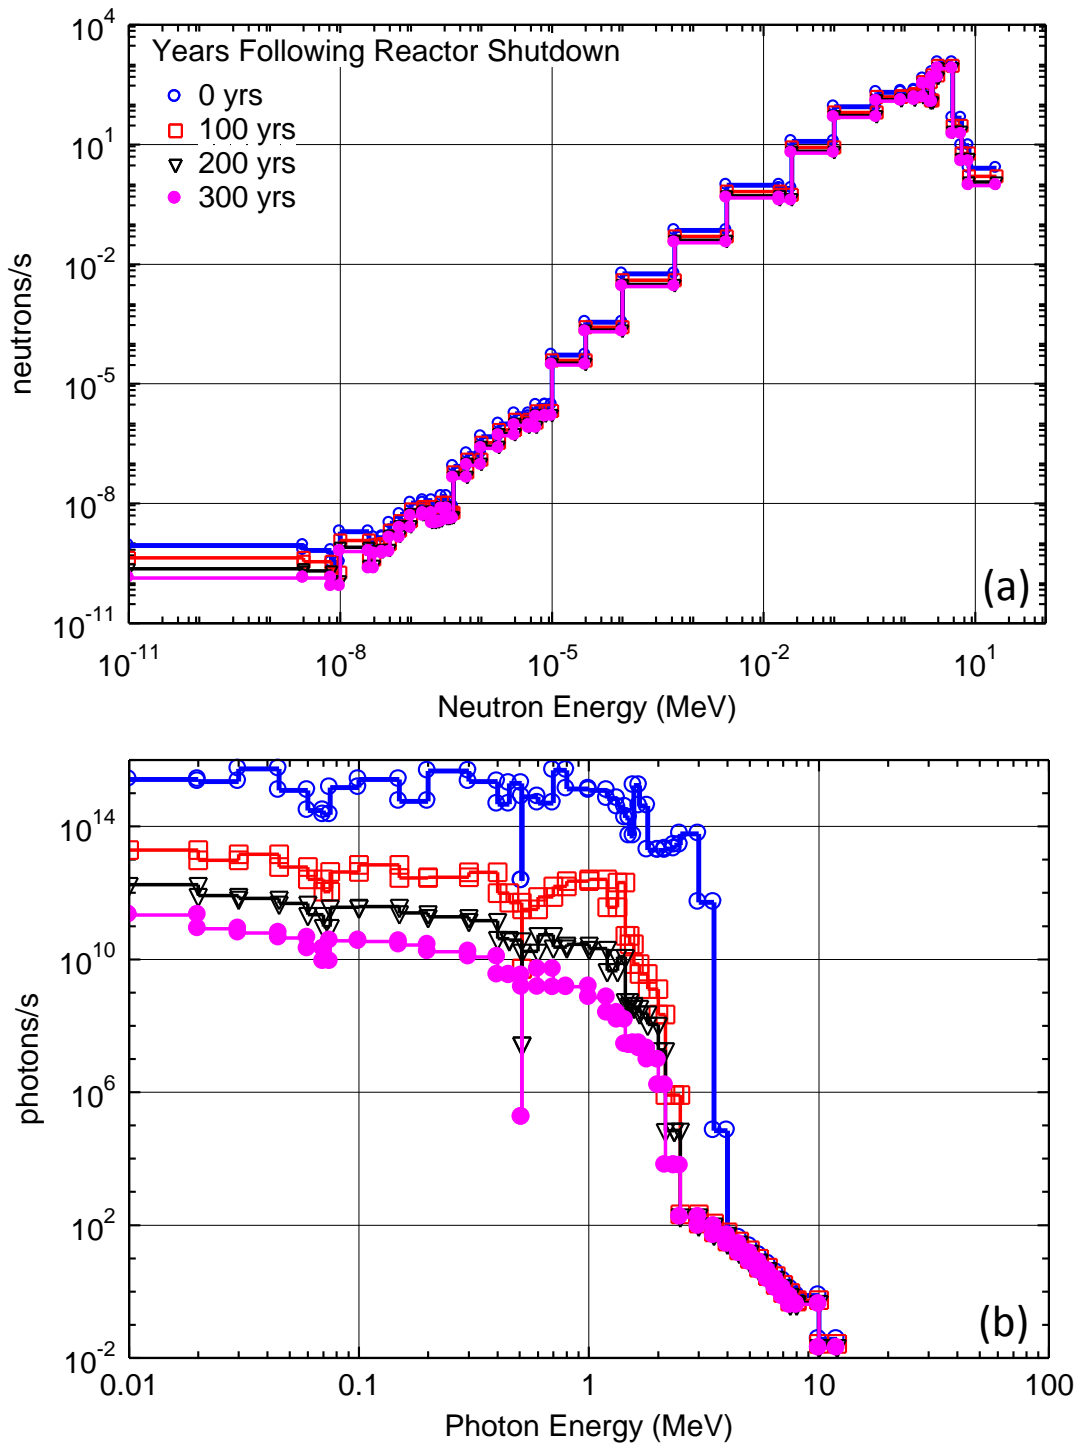 10^4
10^1
10^-2
10^-5
10^-8
10^-11
neutrons/s
Years Following Reactor Shutdown
0 yrs
100 yrs
200 yrs
300 yrs
(a)
10^-11 10^-8 10^-5 10^-2 10^1
Neutron Energy (MeV)
10^14
10^10
10^6
10^2
10^-2
photons/s
(b)
0.01 0.1 1 10 100
Photon Energy (MeV)